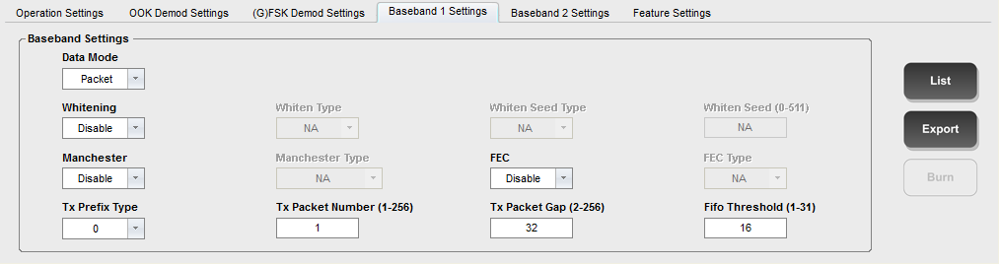 Operation Settings OOK Demod Settings (G)FSK Demod Settings Baseband 1 Settings Baseband 2 Settings Feature Settings
Baseband Settings
Data Mode
Packet
List
Whitening Whiten Type Whiten Seed Type Whiten Seed (0-511)
Disable NA NA NA
Export
Manchester Manchester Type FEC FEC Type
Disable NA Disable NA
Burn
Tx Prefix Type Tx Packet Number (1-256) Tx Packet Gap (2-256) Fifo Threshold (1-31)
0 1 32 16